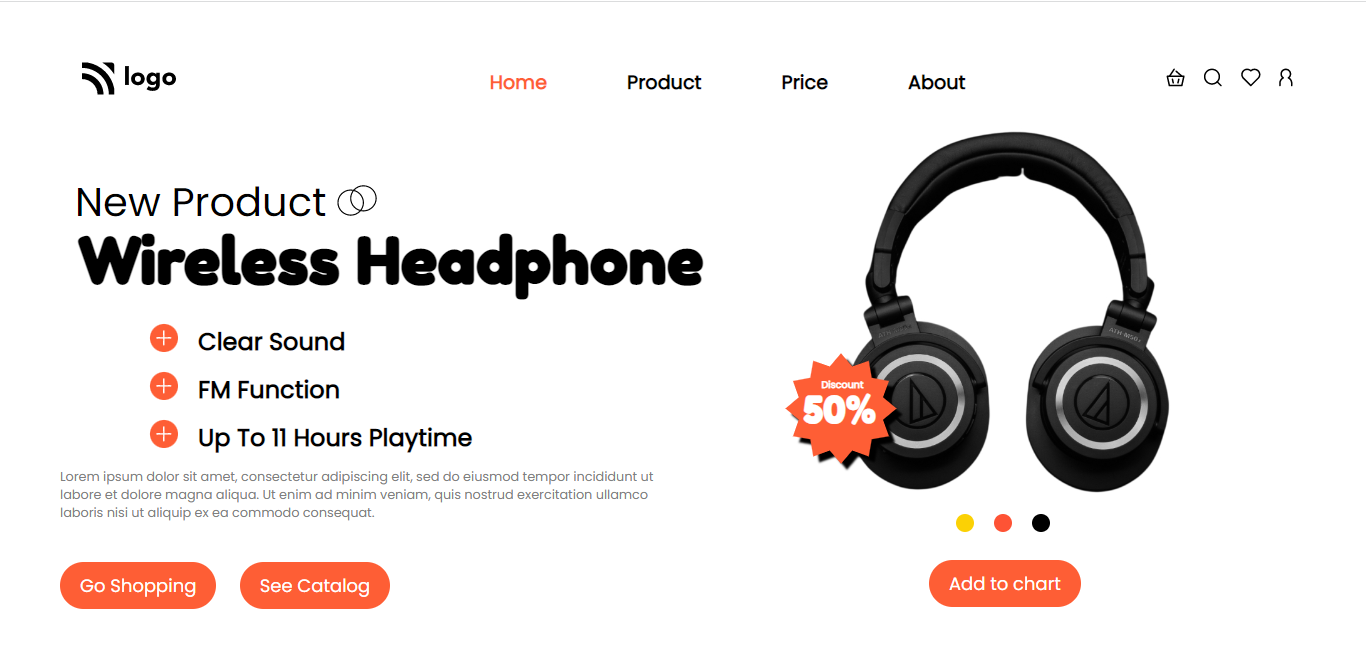 logo
Home Product Price About
New Product
Wireless Headphone
Clear Sound
FM Function
Up To 11 Hours Playtime
Lorem ipsum dolor sit amet, consectetur adipiscing elit, sed do eiusmod tempor incididunt ut
labore et dolore magna aliqua. Ut enim ad minim veniam, quis nostrud exercitation ullamco
laboris nisi ut aliquip ex ea commodo consequat.
Go Shopping See Catalog
Discount
50%
Add to chart